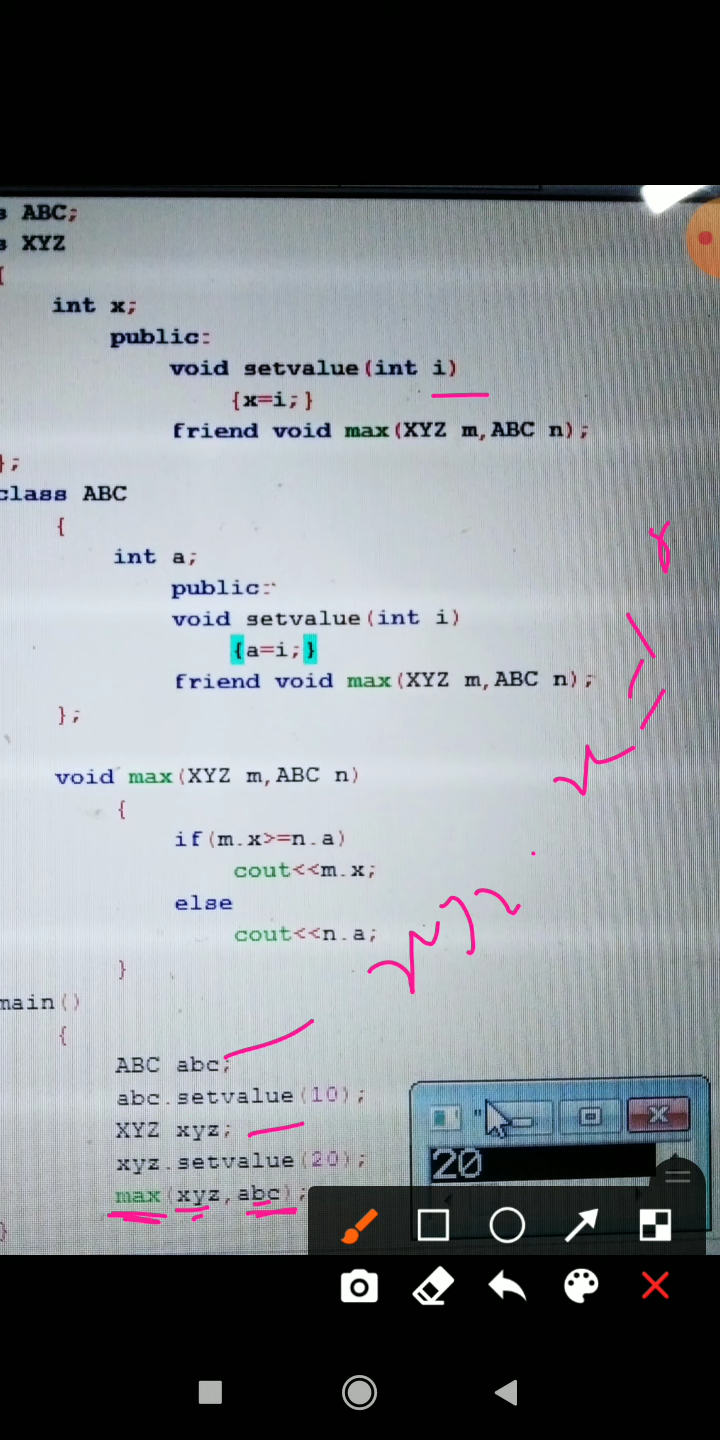 s ABC;
s XYZ
{
int x;
public:
void setvalue(int i)
{x=i;}
friend void max(XYZ m,ABC n);
};
class ABC
{
int a;
public:
void setvalue(int i)
{a=i;}
friend void max(XYZ m,ABC n);
};
void max(XYZ m,ABC n)
{
if(m.x>=n.a)
cout<<m.x;
else
cout<<n.a;
}
main()
{
ABC abc;
abc.setvalue(10);
XYZ xyz;
xyz.setvalue(20);
max(xyz,abc);
}
20